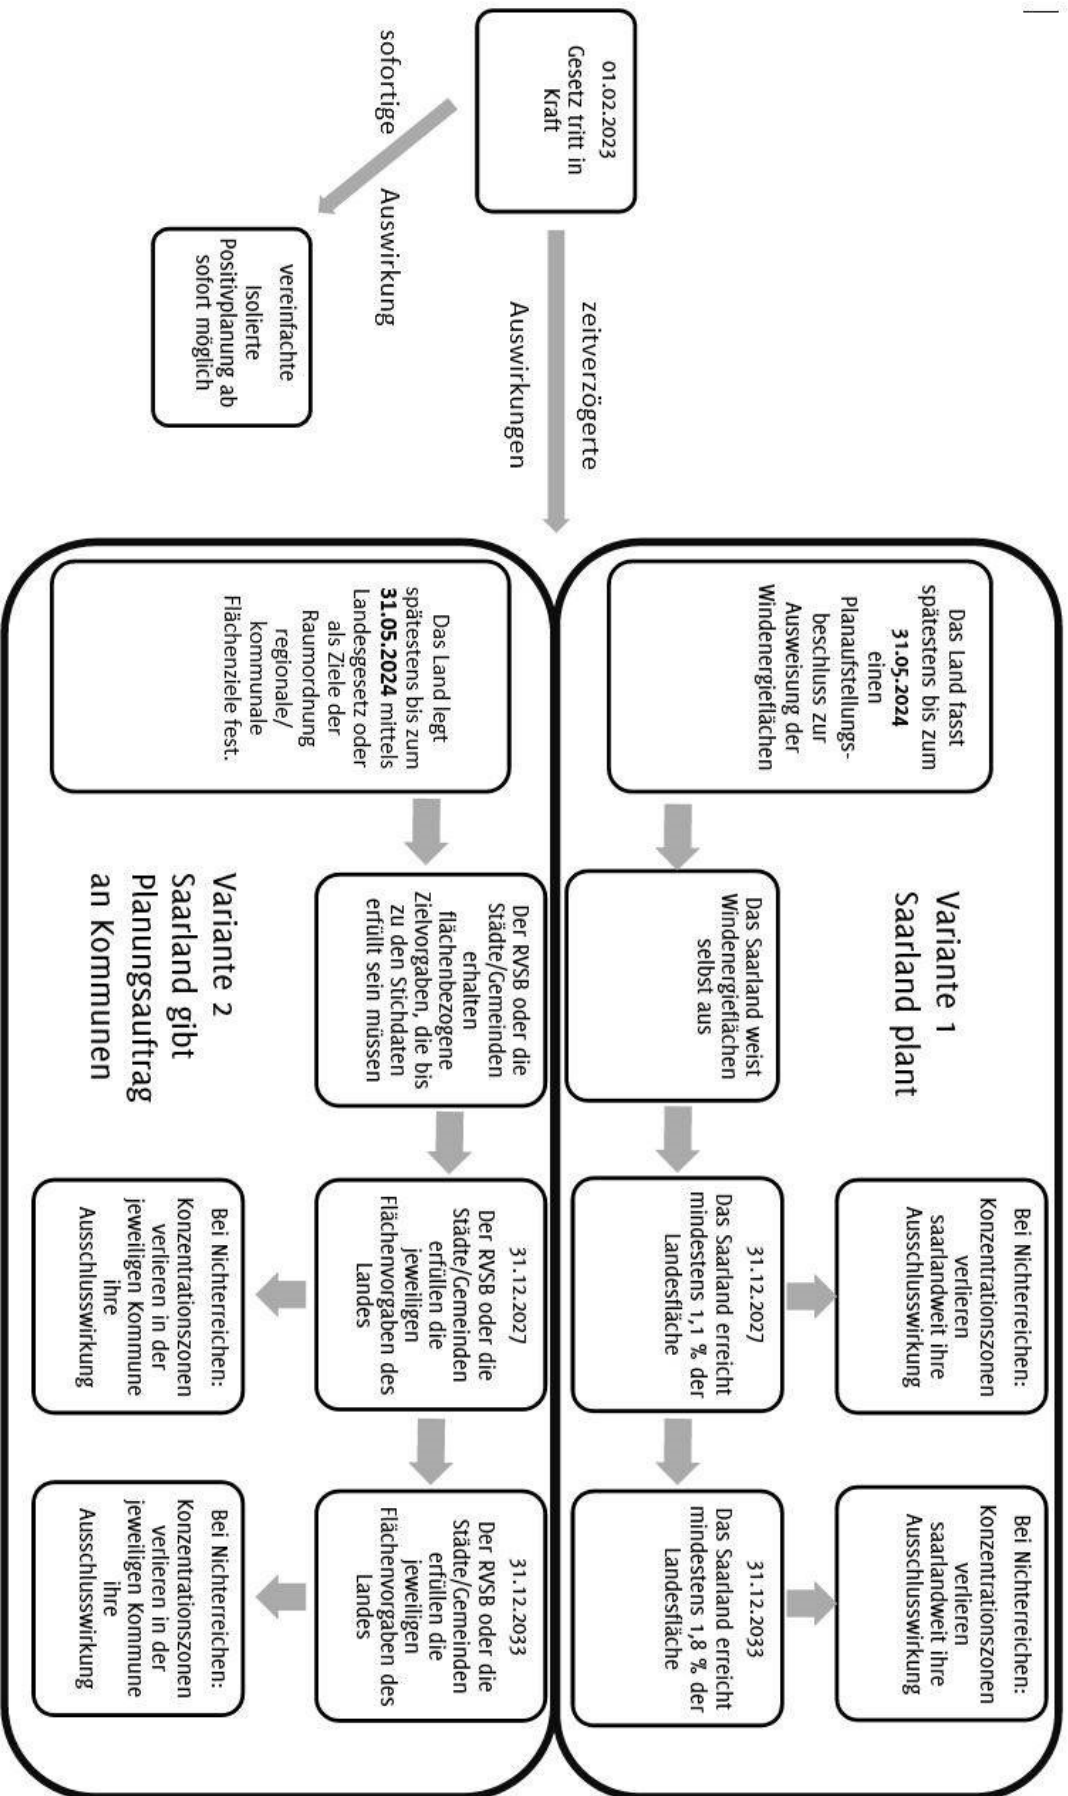 01.02.2023
Gesetz tritt in
Kraft
zeitverzögerte
Auswirkungen
sofortige Auswirkung
vereinfachte
Isolierte
Positivplanung ab
sofort möglich
Variante 1
Saarland plant
Das Land fasst
spätestens bis zum
31.05.2024
einen
Planaufstellungs-
beschluss zur
Ausweisung der
Windenergieflächen
Das Saarland weist
Windenergieflächen
selbst aus
31.12.2027
Das Saarland erreicht
mindestens 1,1 % der
Landesfläche
Bei Nichterreichen:
Konzentrationszonen
verlieren
saarlandweit ihre
Ausschlusswirkung
31.12.2033
Das Saarland erreicht
mindestens 1,8 % der
Landesfläche
Bei Nichterreichen:
Konzentrationszonen
verlieren
saarlandweit ihre
Ausschlusswirkung
Das Land legt
spätestens bis zum
31.05.2024 mittels
Landesgesetz oder
als Ziele der
Raumordnung
regionale/
kommunale
Flächenziele fest.
Der RVSB oder die
Städte/Gemeinden
erhalten
flächenbezogene
Zielvorgaben, die bis
zu den Stichdaten
erfüllt sein müssen
31.12.2027
Der RVSB oder die
Städte/Gemeinden
erfüllen die
jeweiligen
Flächenvorgaben des
Landes
31.12.2033
Der RVSB oder die
Städte/Gemeinden
erfüllen die
jeweiligen
Flächenvorgaben des
Landes
Variante 2
Saarland gibt
Planungsauftrag
an Kommunen
Bei Nichterreichen:
Konzentrationszonen
verlieren in der
jeweiligen Kommune
ihre
Ausschlusswirkung
Bei Nichterreichen:
Konzentrationszonen
verlieren in der
jeweiligen Kommune
ihre
Ausschlusswirkung